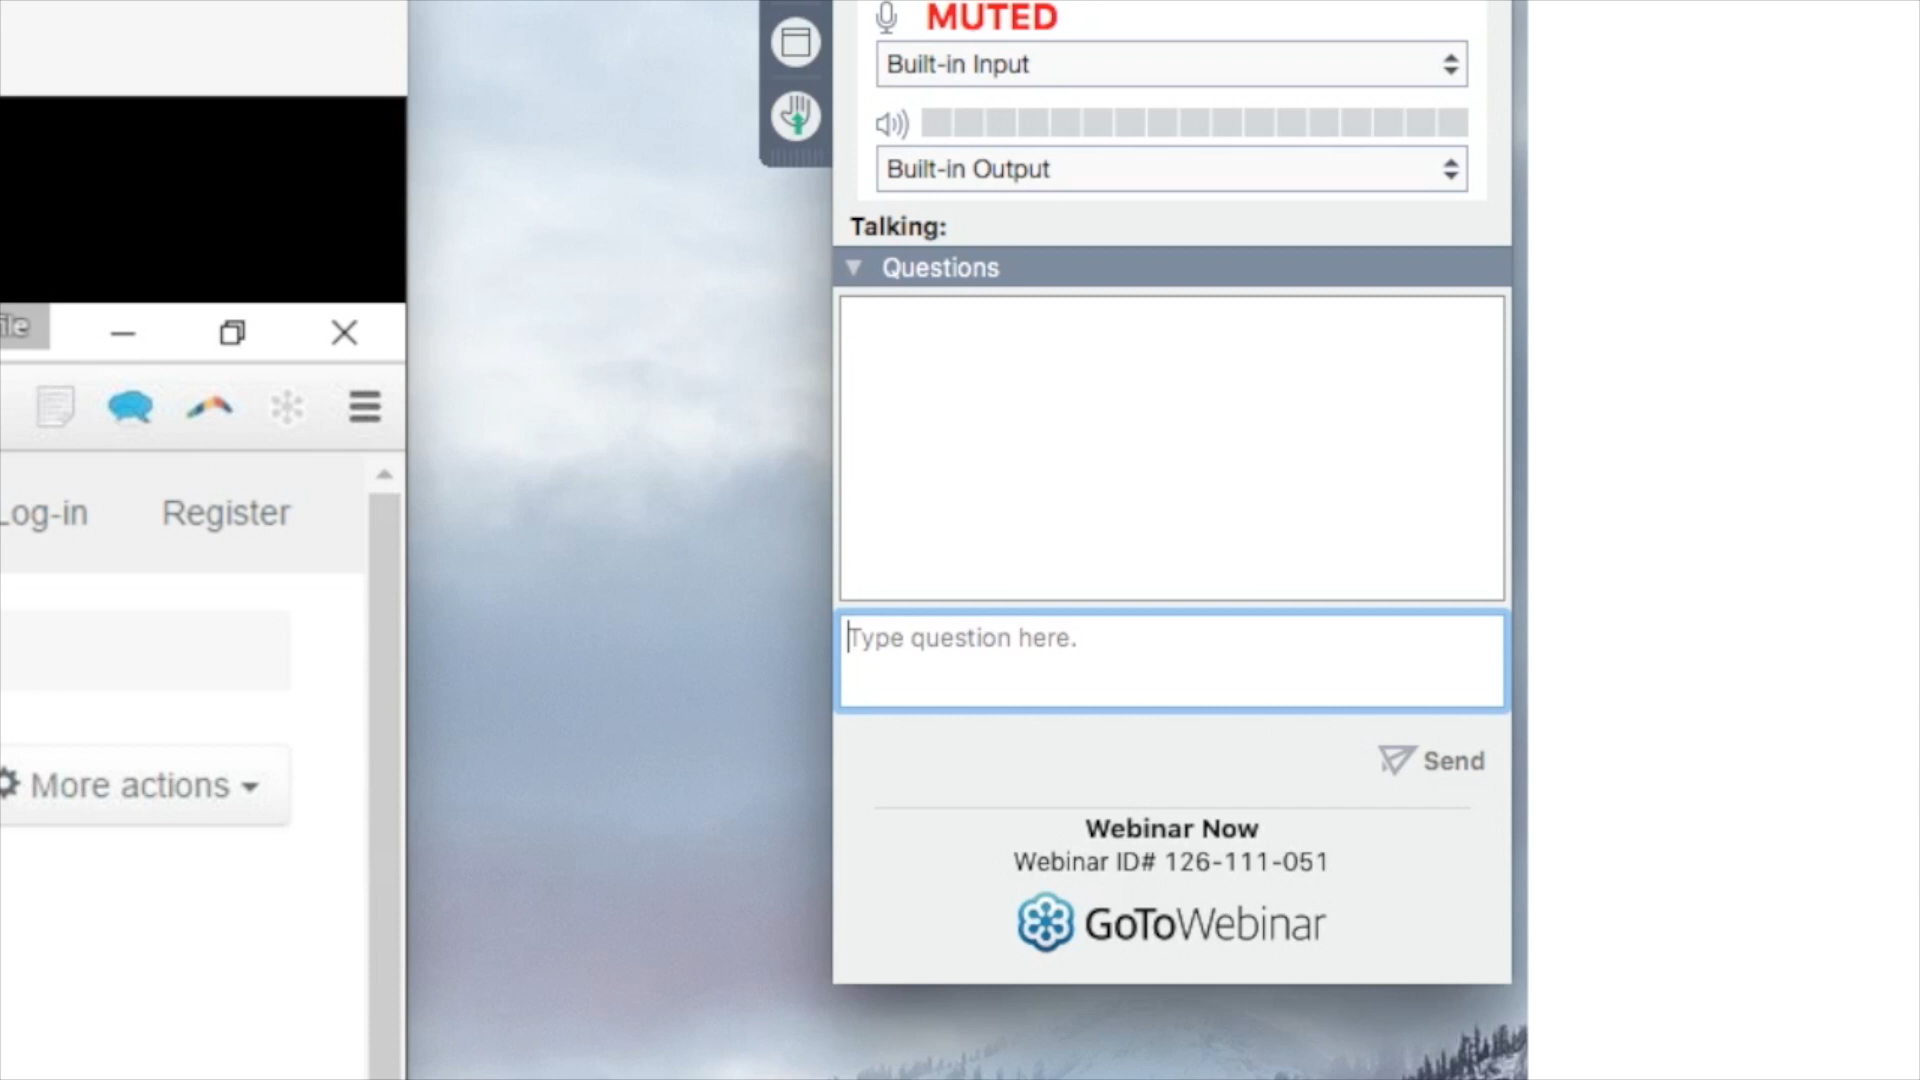 MUTED
Built-in Input
Built-in Output
Talking:
Questions
Type question here.
Send
Webinar Now
Webinar ID# 126-111-051
GoToWebinar
ile
Log-in Register
More actions